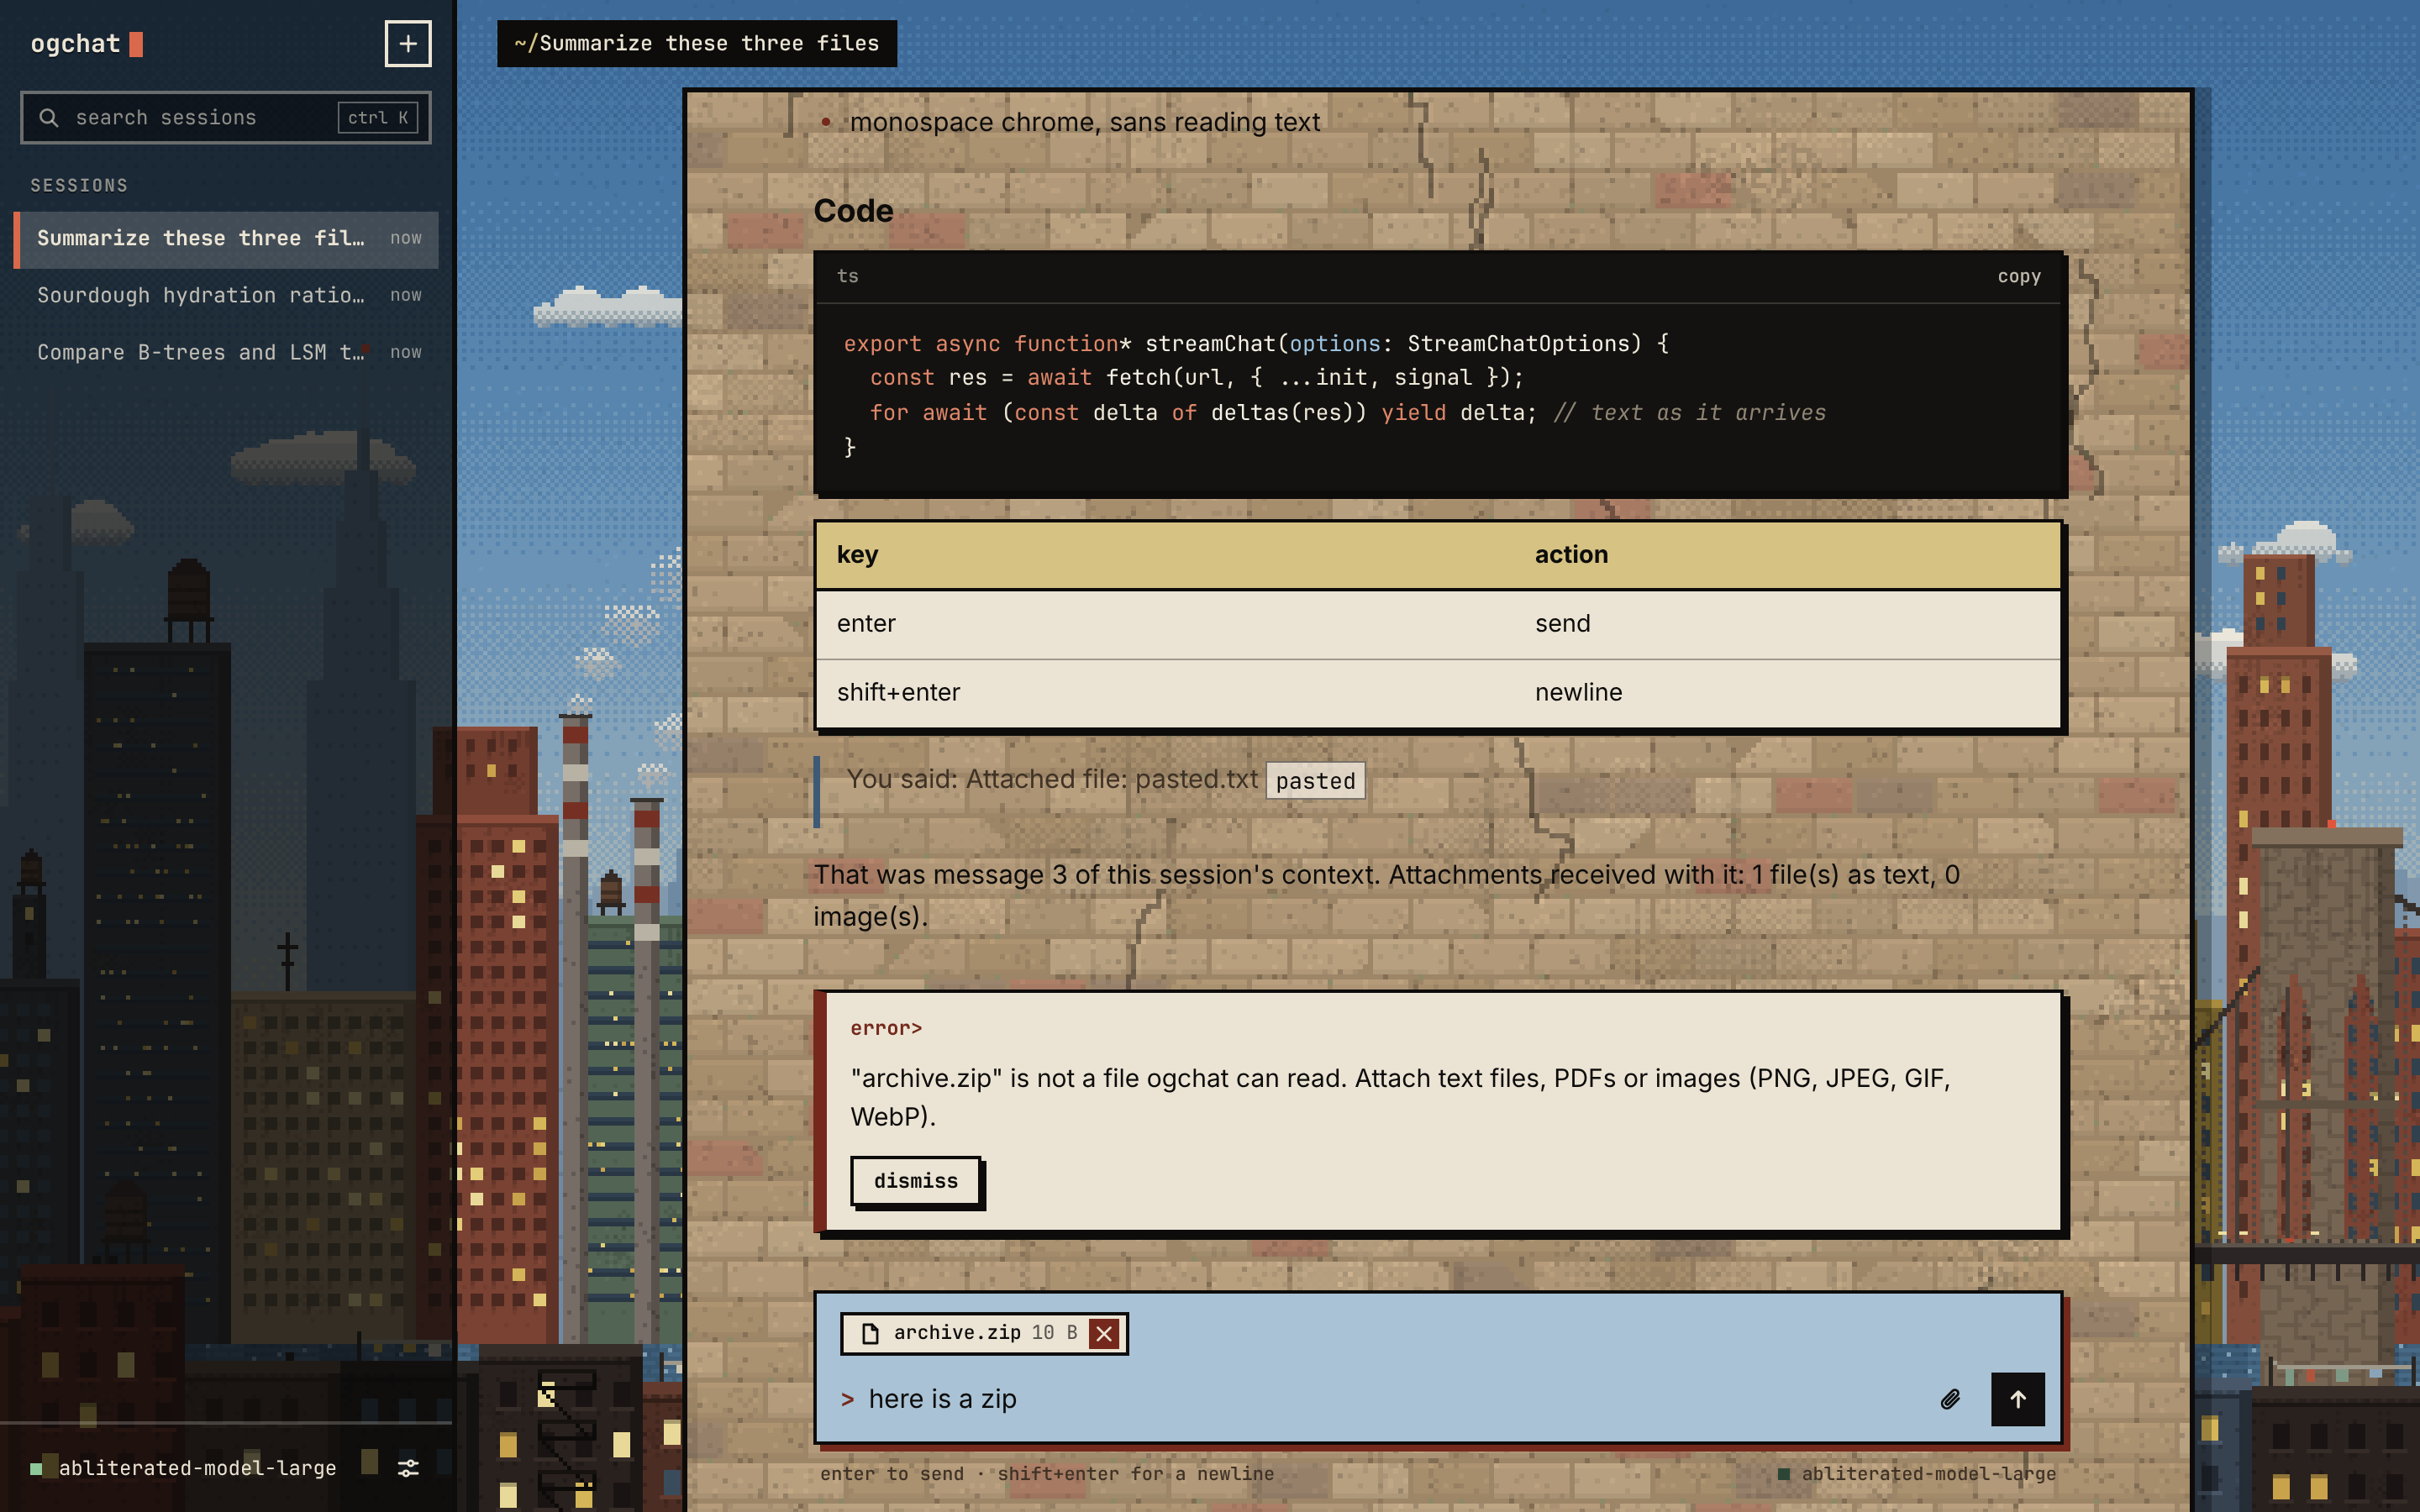 ogchat
+
search sessions ctrl K
SESSIONS
Summarize these three fil… now
Sourdough hydration ratio… now
Compare B-trees and LSM t… now
abliterated-model-large
~/Summarize these three files
• monospace chrome, sans reading text
Code
ts copy
export async function* streamChat(options: StreamChatOptions) {
  const res = await fetch(url, { ...init, signal });
  for await (const delta of deltas(res)) yield delta; // text as it arrives
}
key action
enter send
shift+enter newline
You said: Attached file: pasted.txt pasted
That was message 3 of this session's context. Attachments received with it: 1 file(s) as text, 0
image(s).
error>
"archive.zip" is not a file ogchat can read. Attach text files, PDFs or images (PNG, JPEG, GIF,
WebP).
dismiss
archive.zip 10 B
> here is a zip
enter to send · shift+enter for a newline abliterated-model-large